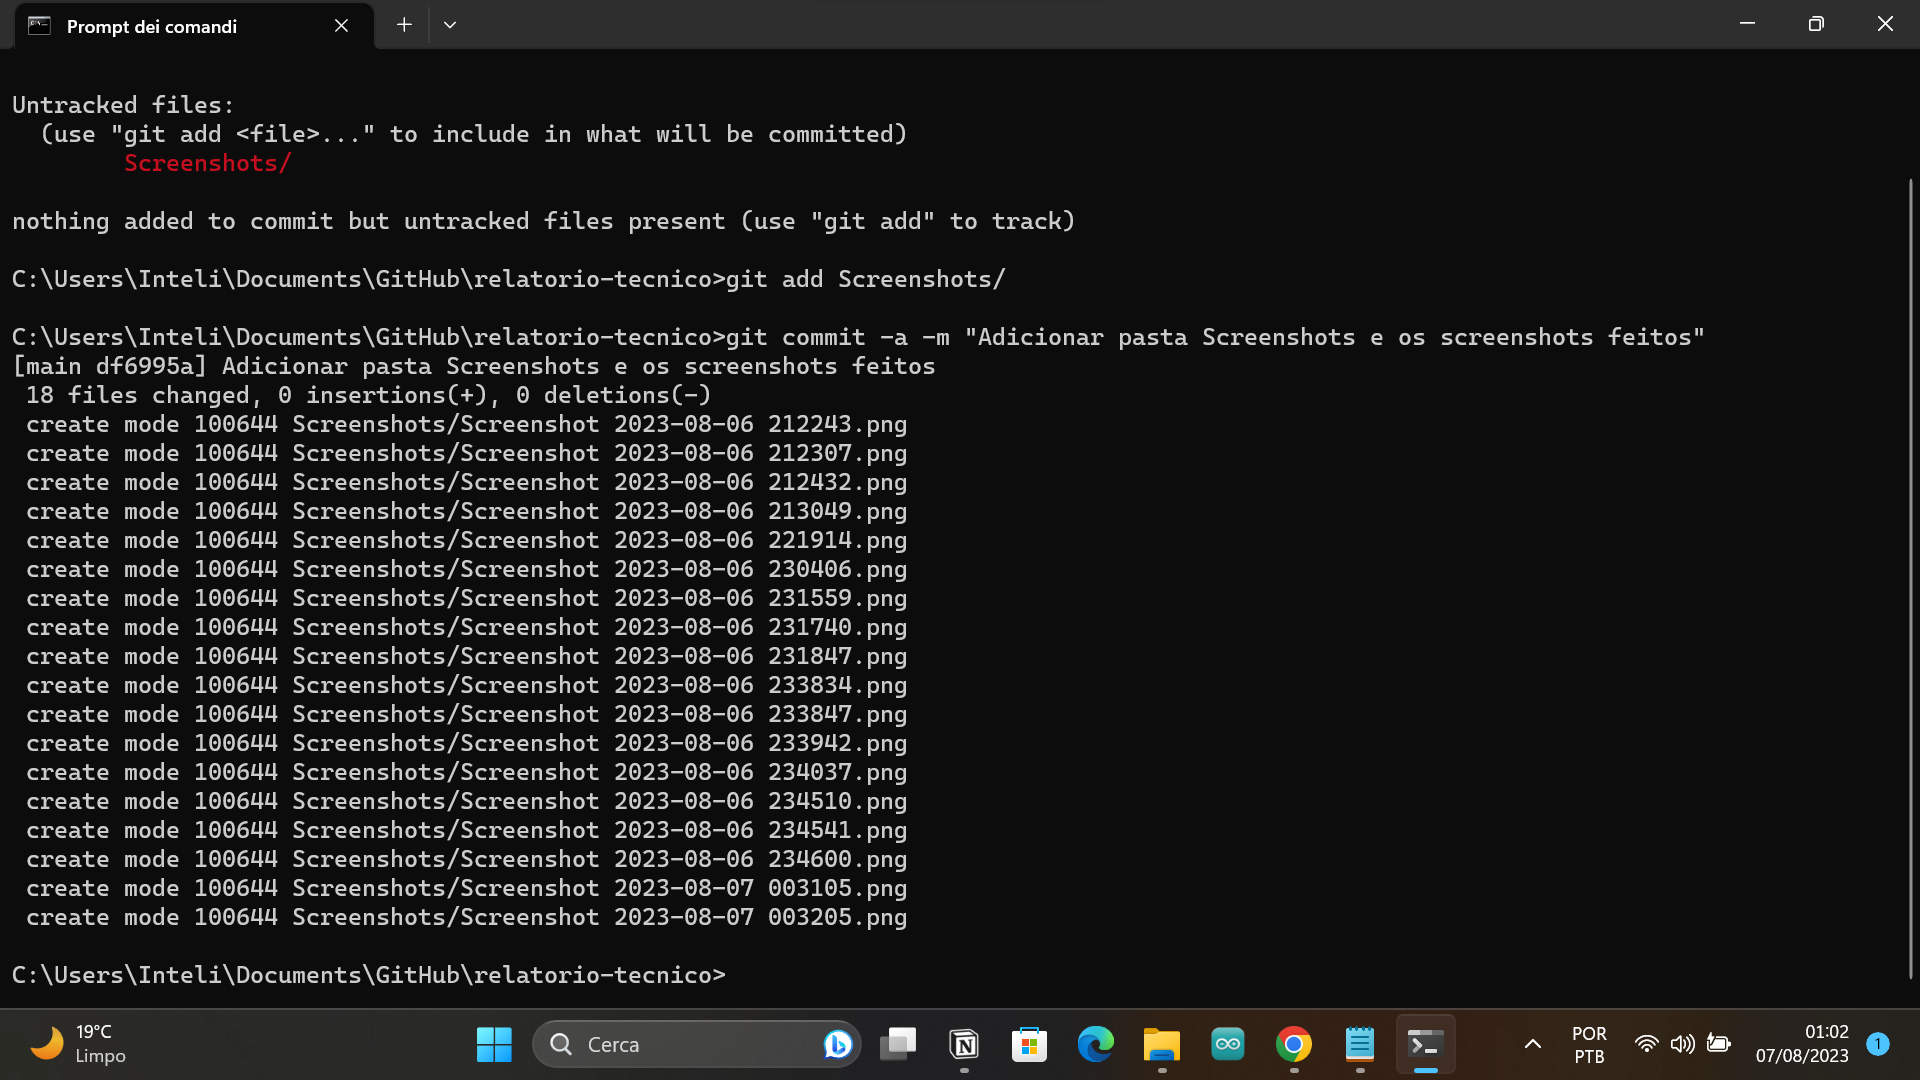 Prompt dei comandi
Untracked files:
(use "git add <file>..." to include in what will be committed)
Screenshots/
nothing added to commit but untracked files present (use "git add" to track)
C:\Users\Inteli\Documents\GitHub\relatorio-tecnico>git add Screenshots/
C:\Users\Inteli\Documents\GitHub\relatorio-tecnico>git commit -a -m "Adicionar pasta Screenshots e os screenshots feitos"
[main df6995a] Adicionar pasta Screenshots e os screenshots feitos
18 files changed, 0 insertions(+), 0 deletions(-)
create mode 100644 Screenshots/Screenshot 2023-08-06 212243.png
create mode 100644 Screenshots/Screenshot 2023-08-06 212307.png
create mode 100644 Screenshots/Screenshot 2023-08-06 212432.png
create mode 100644 Screenshots/Screenshot 2023-08-06 213049.png
create mode 100644 Screenshots/Screenshot 2023-08-06 221914.png
create mode 100644 Screenshots/Screenshot 2023-08-06 230406.png
create mode 100644 Screenshots/Screenshot 2023-08-06 231559.png
create mode 100644 Screenshots/Screenshot 2023-08-06 231740.png
create mode 100644 Screenshots/Screenshot 2023-08-06 231847.png
create mode 100644 Screenshots/Screenshot 2023-08-06 233834.png
create mode 100644 Screenshots/Screenshot 2023-08-06 233847.png
create mode 100644 Screenshots/Screenshot 2023-08-06 233942.png
create mode 100644 Screenshots/Screenshot 2023-08-06 234037.png
create mode 100644 Screenshots/Screenshot 2023-08-06 234510.png
create mode 100644 Screenshots/Screenshot 2023-08-06 234541.png
create mode 100644 Screenshots/Screenshot 2023-08-06 234600.png
create mode 100644 Screenshots/Screenshot 2023-08-07 003105.png
create mode 100644 Screenshots/Screenshot 2023-08-07 003205.png
C:\Users\Inteli\Documents\GitHub\relatorio-tecnico>
19°C
Limpo
Cerca
POR
PTB
01:02
07/08/2023
1